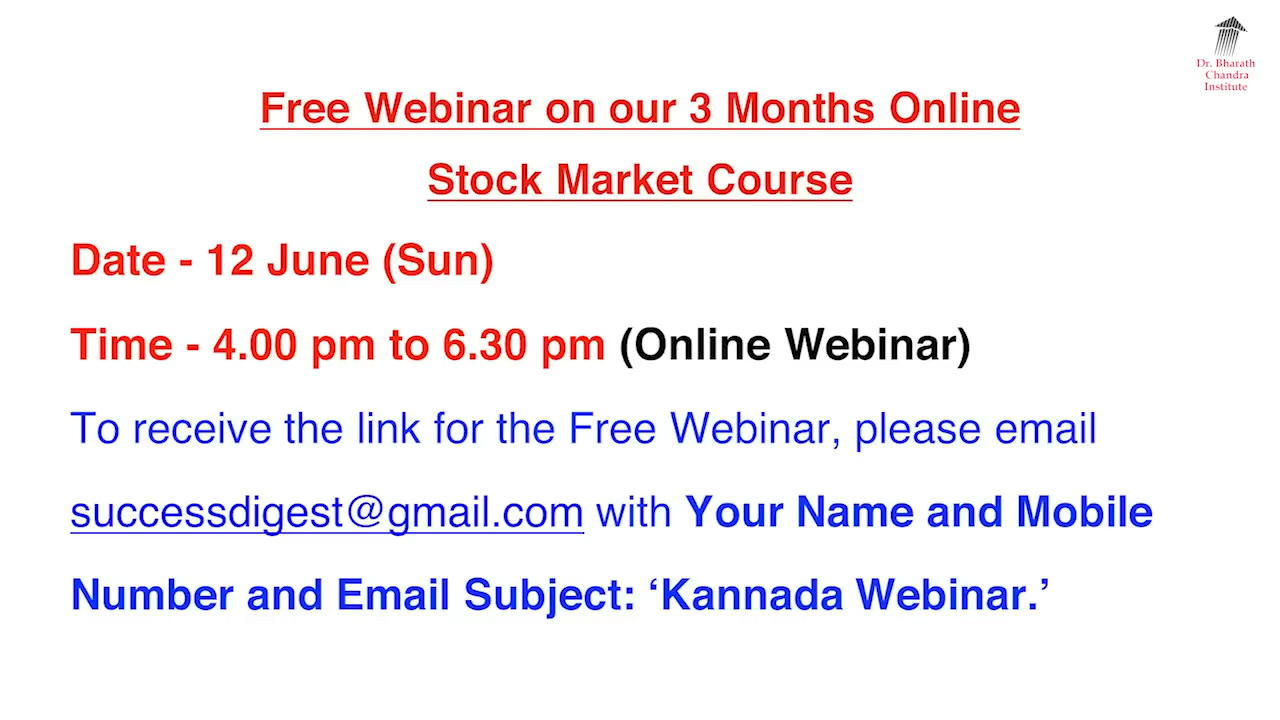 Dr. Bharath
Chandra
Institute
Free Webinar on our 3 Months Online
Stock Market Course
Date - 12 June (Sun)
Time - 4.00 pm to 6.30 pm (Online Webinar)
To receive the link for the Free Webinar, please email
successdigest@gmail.com with Your Name and Mobile
Number and Email Subject: ‘Kannada Webinar.’